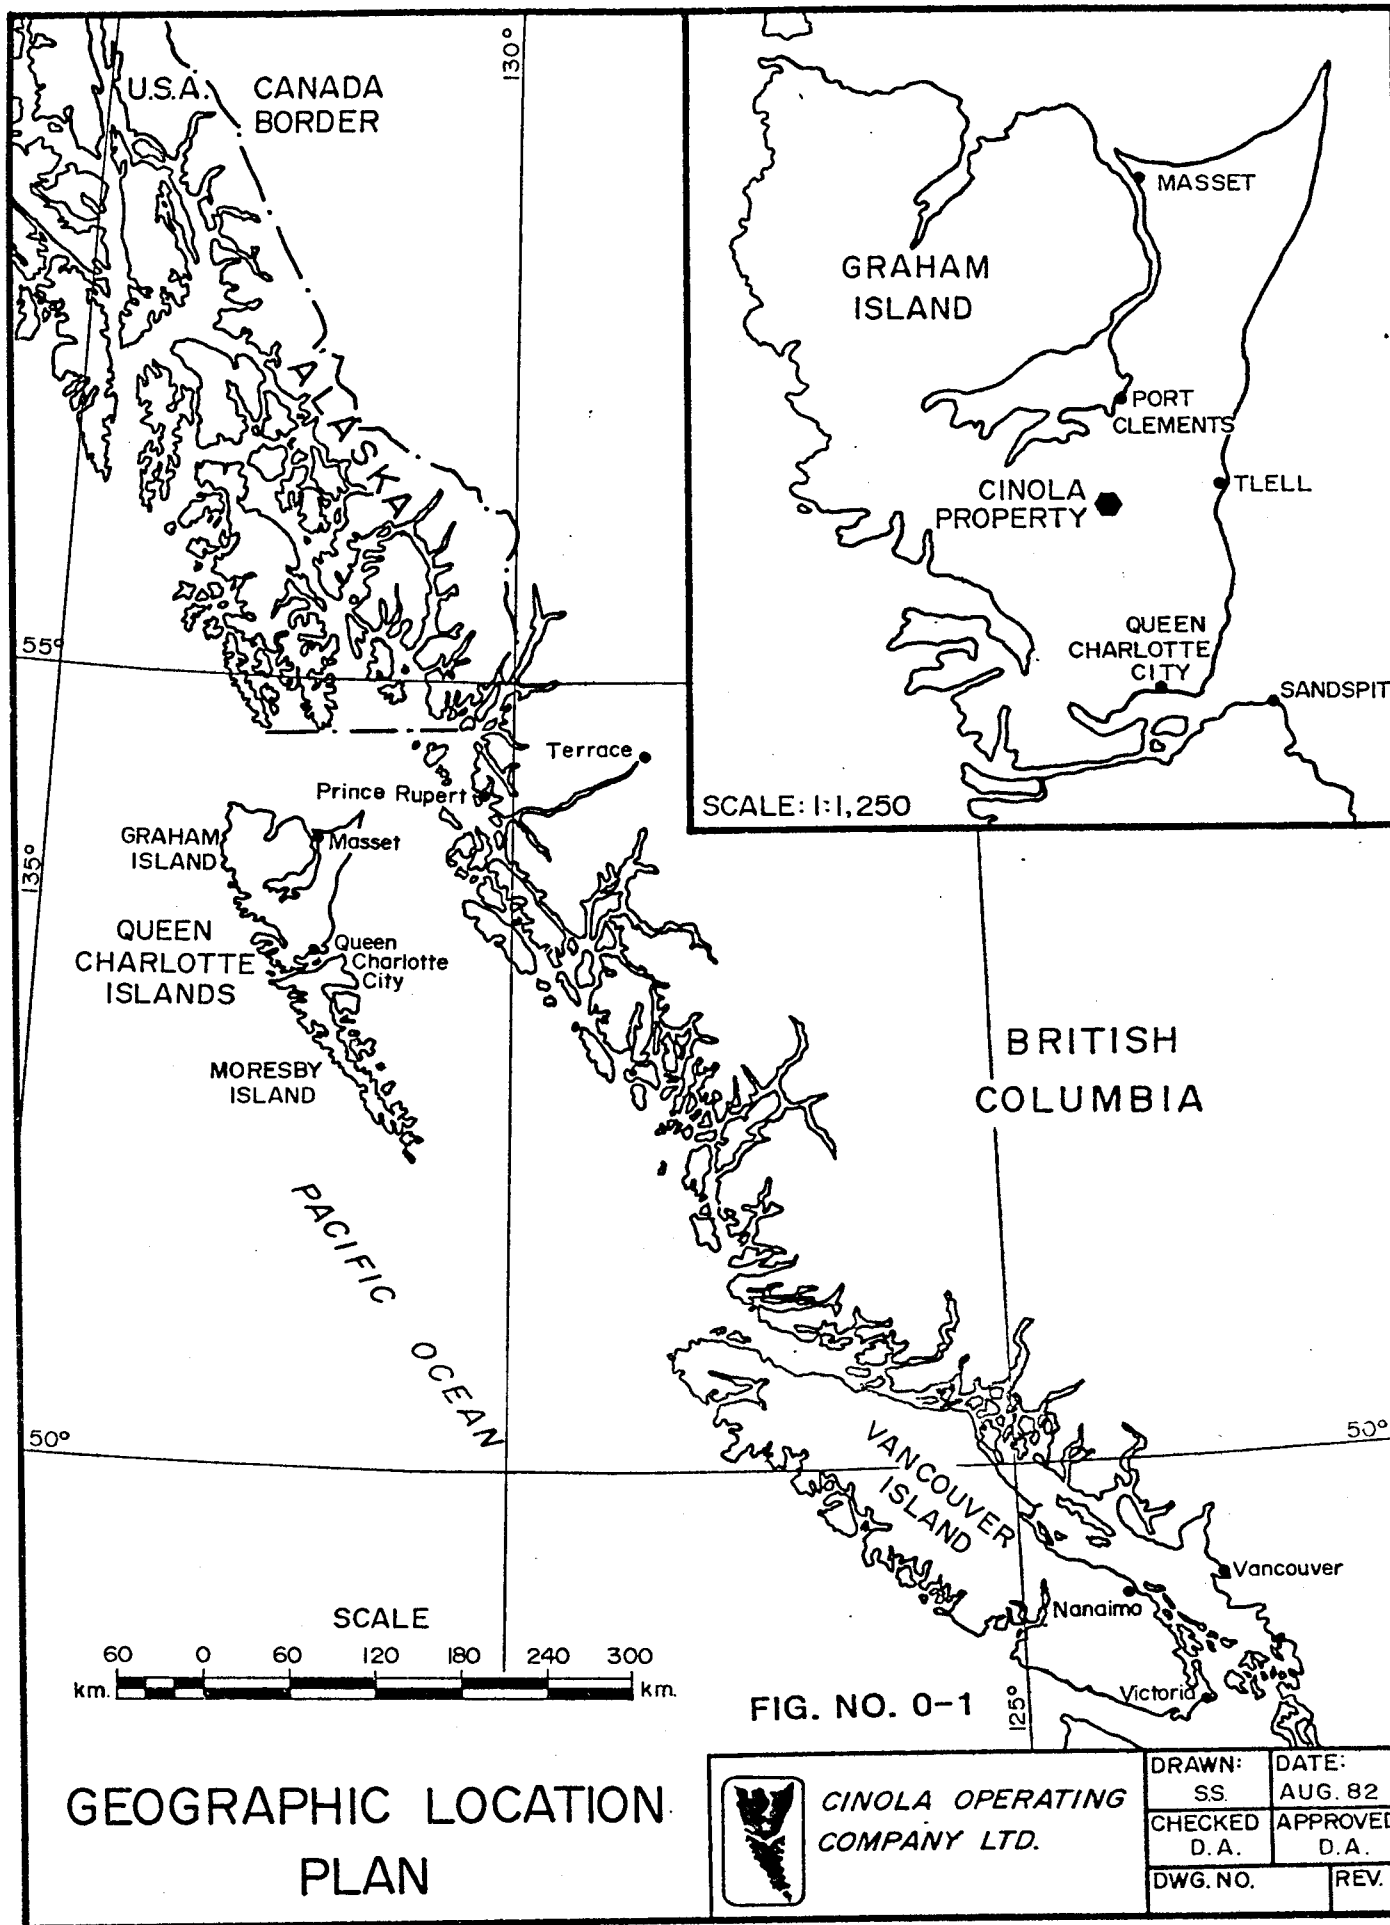 U.S.A. CANADA
BORDER
130°
ALASKA
55°
135°
Terrace
Prince Rupert
GRAHAM
ISLAND
Masset
QUEEN
CHARLOTTE
ISLANDS
Queen
Charlotte
City
MORESBY
ISLAND
PACIFIC OCEAN
BRITISH
COLUMBIA
50°
50°
VANCOUVER
ISLAND
Vancouver
Nanaimo
Victoria
125°
MASSET
GRAHAM
ISLAND
PORT
CLEMENTS
CINOLA
PROPERTY
TLELL
QUEEN
CHARLOTTE
CITY
SANDSPIT
SCALE: 1:1,250
SCALE
60 0 60 120 180 240 300
km. km.
FIG. NO. 0-1
GEOGRAPHIC LOCATION
PLAN
CINOLA OPERATING
COMPANY LTD.
DRAWN:
S.S.
DATE:
AUG. 82
CHECKED
D.A.
APPROVED
D.A.
DWG. NO.
REV.